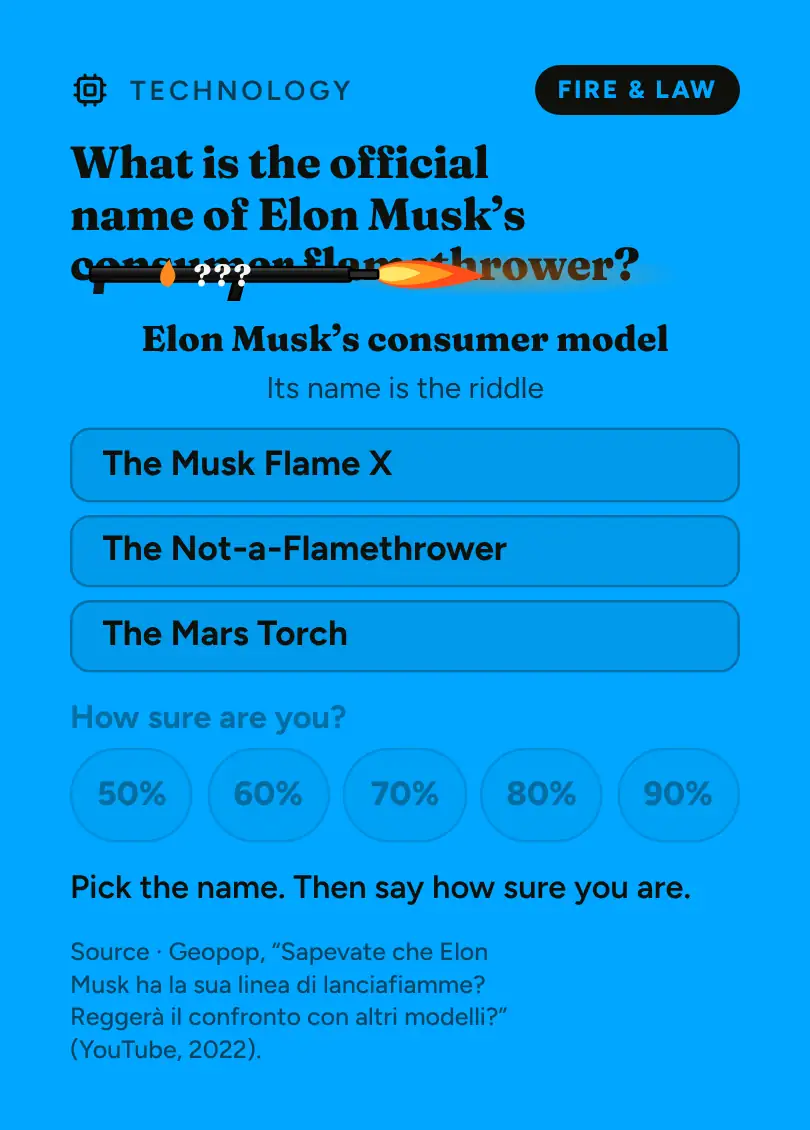 TECHNOLOGY
FIRE & LAW
What is the official
name of Elon Musk’s
consumer flamethrower?
???
Elon Musk’s consumer model
Its name is the riddle
The Musk Flame X
The Not-a-Flamethrower
The Mars Torch
How sure are you?
50% 60% 70% 80% 90%
Pick the name. Then say how sure you are.
Source · Geopop, “Sapevate che Elon
Musk ha la sua linea di lanciafiamme?
Reggerà il confronto con altri modelli?”
(YouTube, 2022).